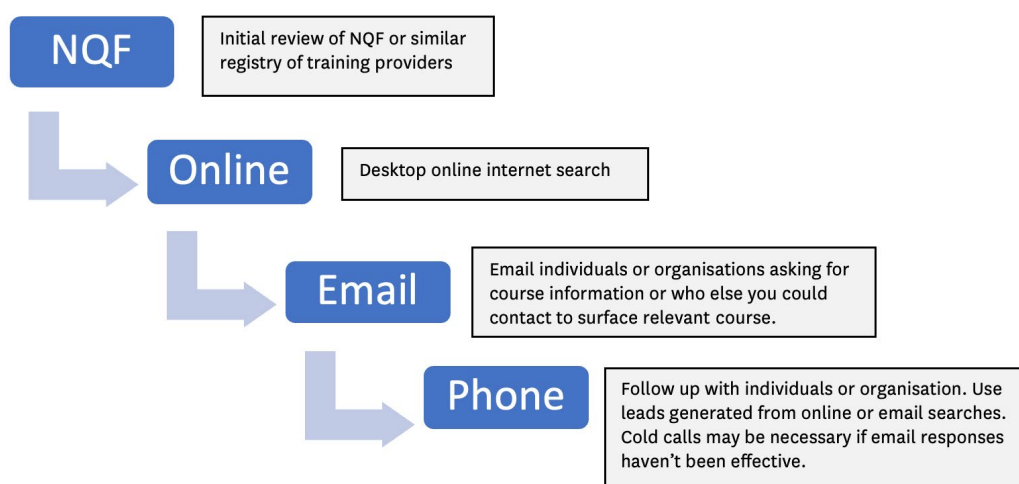 NQF
Initial review of NQF or similar
registry of training providers
Online
Desktop online internet search
Email
Email individuals or organisations asking for
course information or who else you could
contact to surface relevant course.
Phone
Follow up with individuals or organisation. Use
leads generated from online or email searches.
Cold calls may be necessary if email responses
haven’t been effective.